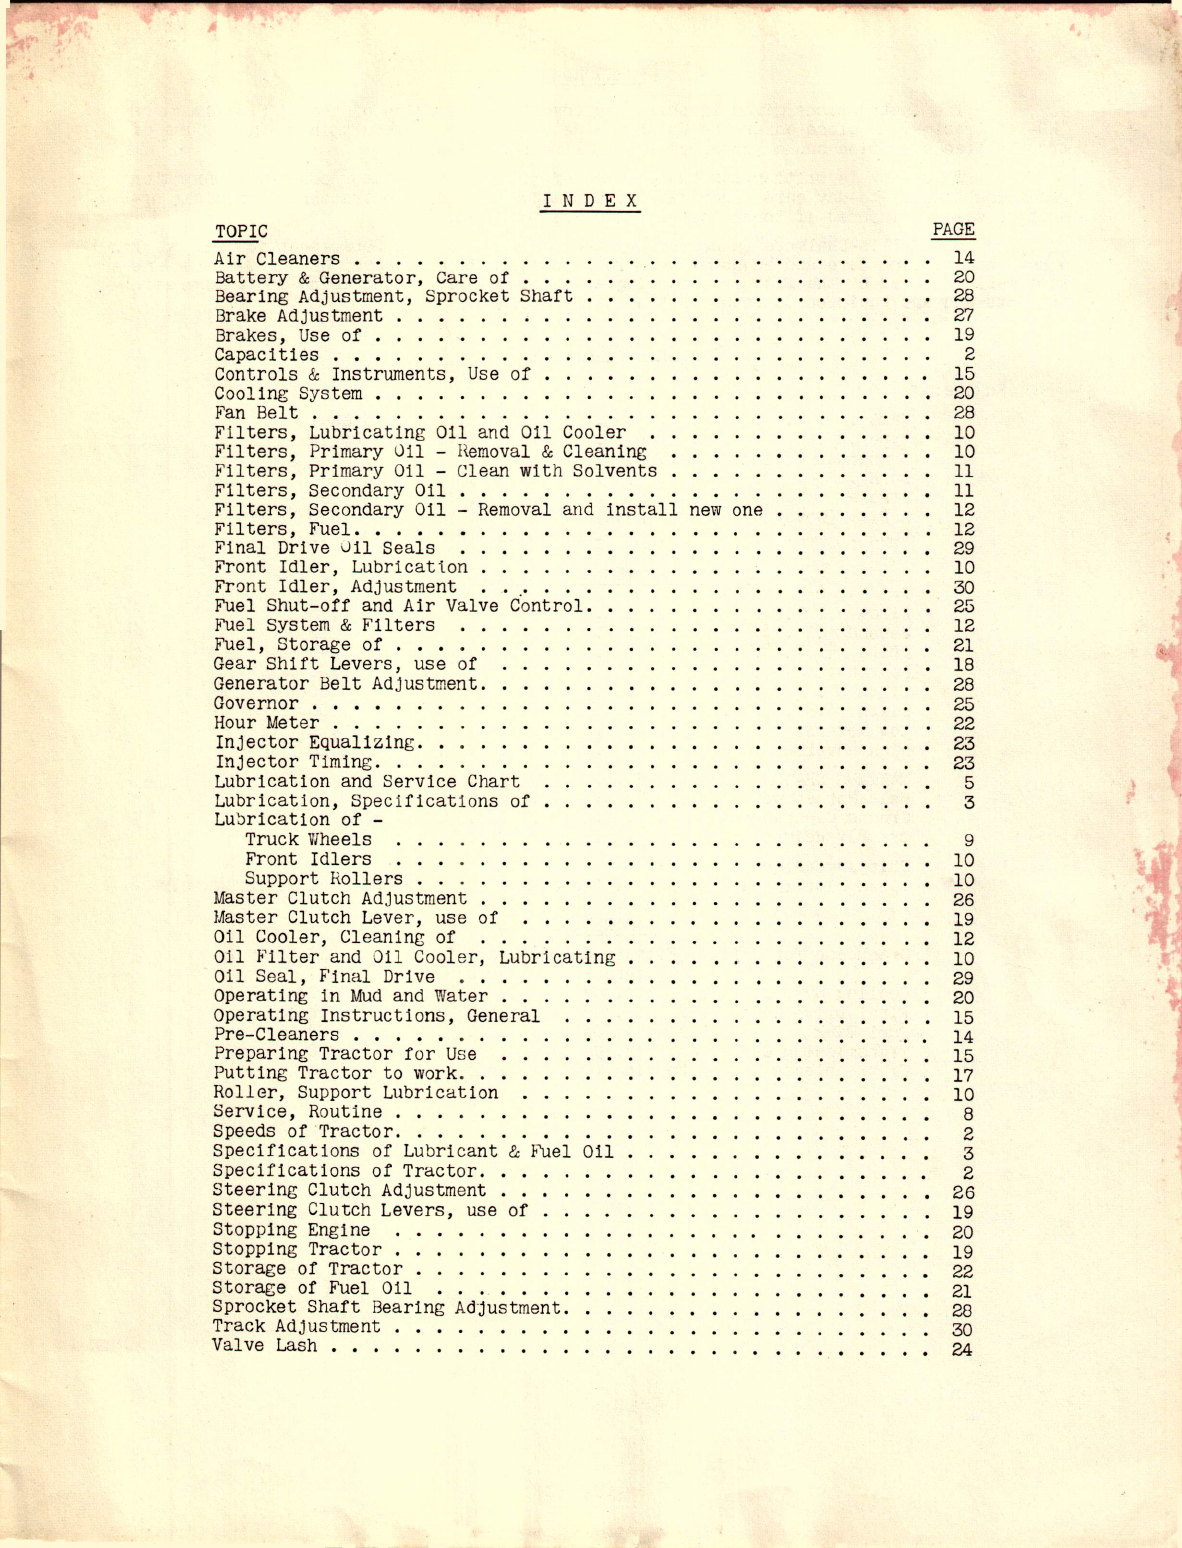 I N D E X
TOPIC PAGE
Air Cleaners . . . . . . . . . . . . . . . . . . . . . . . . . . . . 14
Battery & Generator, Care of . . . . . . . . . . . . . . . . . . . . 20
Bearing Adjustment, Sprocket Shaft . . . . . . . . . . . . . . . . . 28
Brake Adjustment . . . . . . . . . . . . . . . . . . . . . . . . . . 27
Brakes, Use of . . . . . . . . . . . . . . . . . . . . . . . . . . . 19
Capacities . . . . . . . . . . . . . . . . . . . . . . . . . . . . . 2
Controls & Instruments, Use of . . . . . . . . . . . . . . . . . . . 15
Cooling System . . . . . . . . . . . . . . . . . . . . . . . . . . . 20
Fan Belt . . . . . . . . . . . . . . . . . . . . . . . . . . . . . . 28
Filters, Lubricating Oil and Oil Cooler . . . . . . . . . . . . . . 10
Filters, Primary Oil - Removal & Cleaning . . . . . . . . . . . . . 10
Filters, Primary Oil - Clean with Solvents . . . . . . . . . . . . . 11
Filters, Secondary Oil . . . . . . . . . . . . . . . . . . . . . . . 11
Filters, Secondary Oil - Removal and install new one . . . . . . . . 12
Filters, Fuel. . . . . . . . . . . . . . . . . . . . . . . . . . . . 12
Final Drive Oil Seals . . . . . . . . . . . . . . . . . . . . . . . 29
Front Idler, Lubrication . . . . . . . . . . . . . . . . . . . . . . 10
Front Idler, Adjustment . . . . . . . . . . . . . . . . . . . . . . 30
Fuel Shut-off and Air Valve Control. . . . . . . . . . . . . . . . . 25
Fuel System & Filters . . . . . . . . . . . . . . . . . . . . . . . 12
Fuel, Storage of . . . . . . . . . . . . . . . . . . . . . . . . . . 21
Gear Shift Levers, use of . . . . . . . . . . . . . . . . . . . . . 18
Generator Belt Adjustment. . . . . . . . . . . . . . . . . . . . . . 28
Governor . . . . . . . . . . . . . . . . . . . . . . . . . . . . . . 25
Hour Meter . . . . . . . . . . . . . . . . . . . . . . . . . . . . . 22
Injector Equalizing. . . . . . . . . . . . . . . . . . . . . . . . . 23
Injector Timing. . . . . . . . . . . . . . . . . . . . . . . . . . . 23
Lubrication and Service Chart . . . . . . . . . . . . . . . . . . . 5
Lubrication, Specifications of . . . . . . . . . . . . . . . . . . . 3
Lubrication of -
Truck Wheels . . . . . . . . . . . . . . . . . . . . . . . . . . 9
Front Idlers . . . . . . . . . . . . . . . . . . . . . . . . . . 10
Support Rollers . . . . . . . . . . . . . . . . . . . . . . . . . 10
Master Clutch Adjustment . . . . . . . . . . . . . . . . . . . . . . 26
Master Clutch Lever, use of . . . . . . . . . . . . . . . . . . . . 19
Oil Cooler, Cleaning of . . . . . . . . . . . . . . . . . . . . . . 12
Oil Filter and Oil Cooler, Lubricating . . . . . . . . . . . . . . . 10
Oil Seal, Final Drive . . . . . . . . . . . . . . . . . . . . . . . 29
Operating in Mud and Water . . . . . . . . . . . . . . . . . . . . . 20
Operating Instructions, General . . . . . . . . . . . . . . . . . . 15
Pre-Cleaners . . . . . . . . . . . . . . . . . . . . . . . . . . . . 14
Preparing Tractor for Use . . . . . . . . . . . . . . . . . . . . . 15
Putting Tractor to work. . . . . . . . . . . . . . . . . . . . . . . 17
Roller, Support Lubrication . . . . . . . . . . . . . . . . . . . . 10
Service, Routine . . . . . . . . . . . . . . . . . . . . . . . . . . 8
Speeds of Tractor. . . . . . . . . . . . . . . . . . . . . . . . . . 2
Specifications of Lubricant & Fuel Oil . . . . . . . . . . . . . . . 3
Specifications of Tractor. . . . . . . . . . . . . . . . . . . . . . 2
Steering Clutch Adjustment . . . . . . . . . . . . . . . . . . . . . 26
Steering Clutch Levers, use of . . . . . . . . . . . . . . . . . . . 19
Stopping Engine . . . . . . . . . . . . . . . . . . . . . . . . . . 20
Stopping Tractor . . . . . . . . . . . . . . . . . . . . . . . . . . 19
Storage of Tractor . . . . . . . . . . . . . . . . . . . . . . . . . 22
Storage of Fuel Oil . . . . . . . . . . . . . . . . . . . . . . . . 21
Sprocket Shaft Bearing Adjustment. . . . . . . . . . . . . . . . . . 28
Track Adjustment . . . . . . . . . . . . . . . . . . . . . . . . . . 30
Valve Lash . . . . . . . . . . . . . . . . . . . . . . . . . . . . . 24